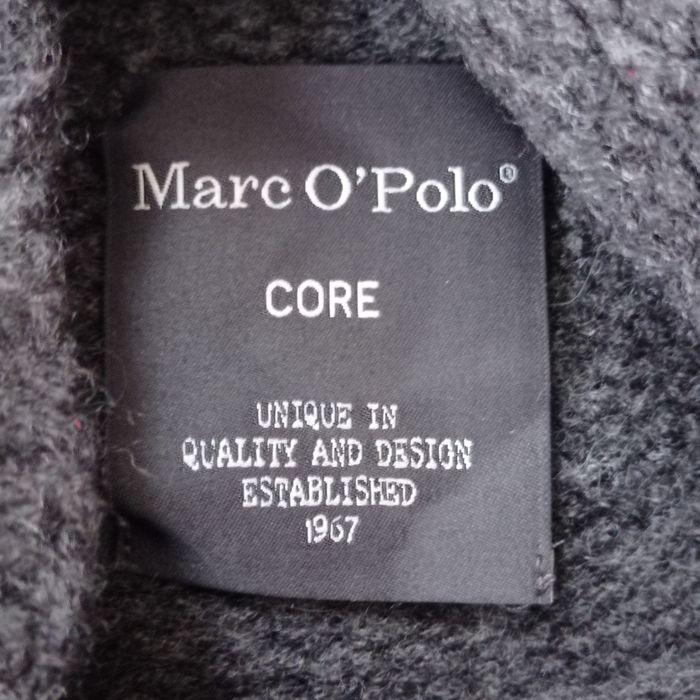 Marc O'Polo®
CORE
UNIQUE IN
QUALITY AND DESIGN
ESTABLISHED
1967